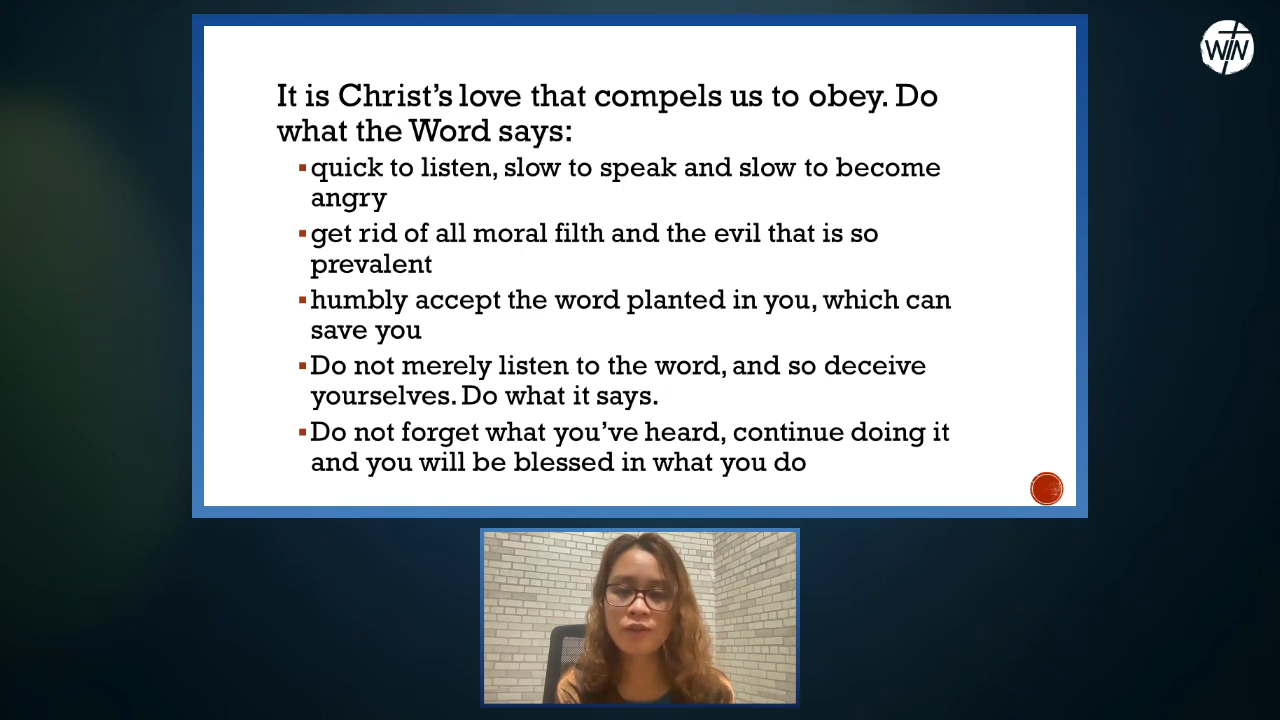 WIN
It is Christ's love that compels us to obey. Do
what the Word says:
▪quick to listen, slow to speak and slow to become
angry
▪get rid of all moral filth and the evil that is so
prevalent
▪humbly accept the word planted in you, which can
save you
▪Do not merely listen to the word, and so deceive
yourselves. Do what it says.
▪Do not forget what you've heard, continue doing it
and you will be blessed in what you do